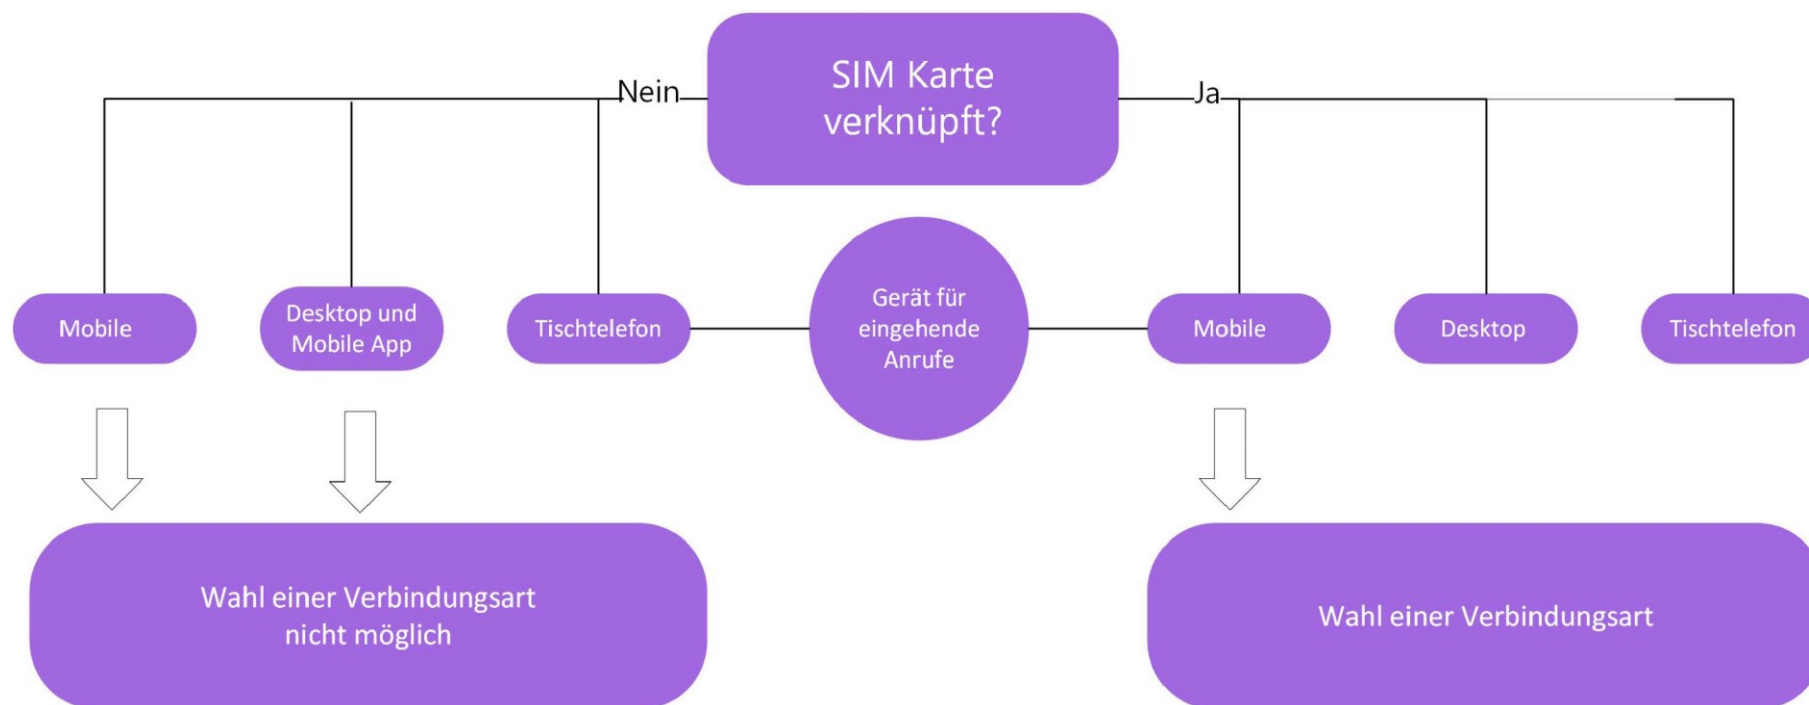 SIM Karte
verknüpft?
Nein
Ja
Mobile
Desktop und
Mobile App
Tischtelefon
Gerät für
eingehende
Anrufe
Mobile
Desktop
Tischtelefon
Wahl einer Verbindungsart
nicht möglich
Wahl einer Verbindungsart